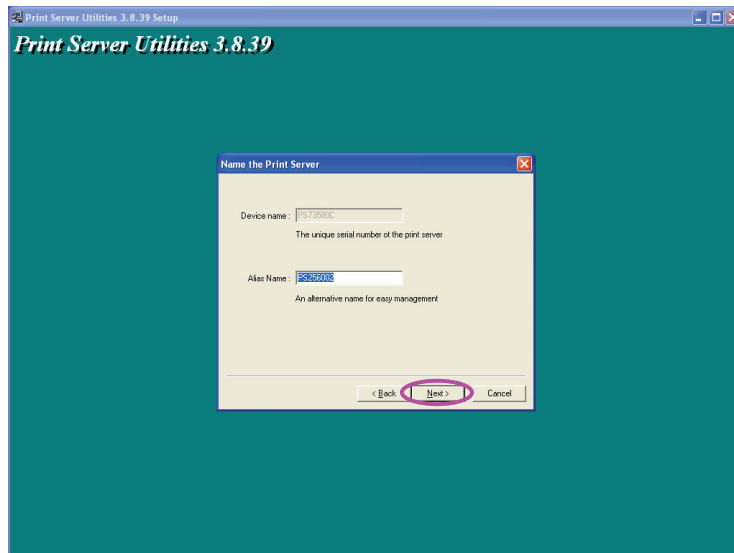 Print Server Utilities 3.8.39 Setup
Print Server Utilities 3.8.39
Name the Print Server
Device name : PS73580C
The unique serial number ot the print server
Alias Name : PS256002
An alternative name for easy management
< Back Next > Cancel